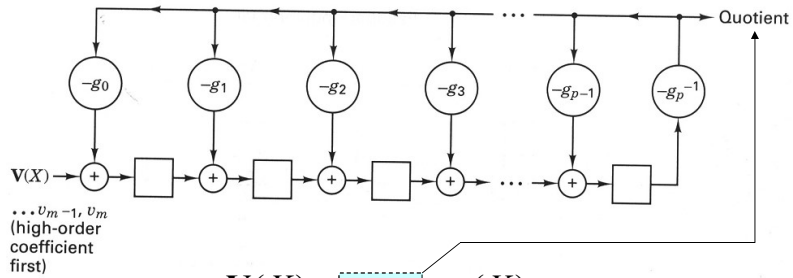 ... Quotient
-g0 -g1 -g2 -g3 -gp-1 -gp-1
V(X) + + + + ... +
...vm-1, vm
(high-order
coefficient
first)